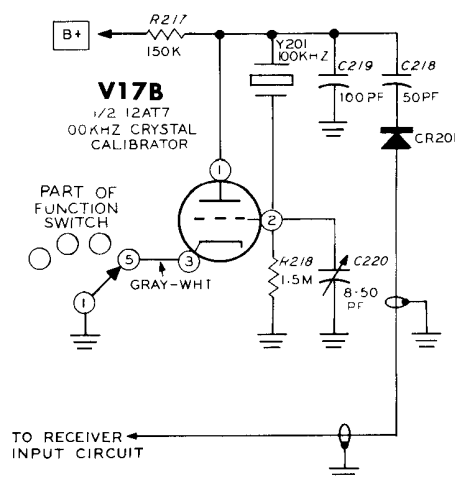 R217
B+
150K
Y201
100KHZ
C219
C218
V17B
100PF
50PF
1/2 12AT7
00KHZ CRYSTAL
CALIBRATOR
CR201
1
PART OF
FUNCTION
SWITCH
2
5
3
R218
C220
GRAY-WHT
1.5M
8-50
PF
1
TO RECEIVER
INPUT CIRCUIT